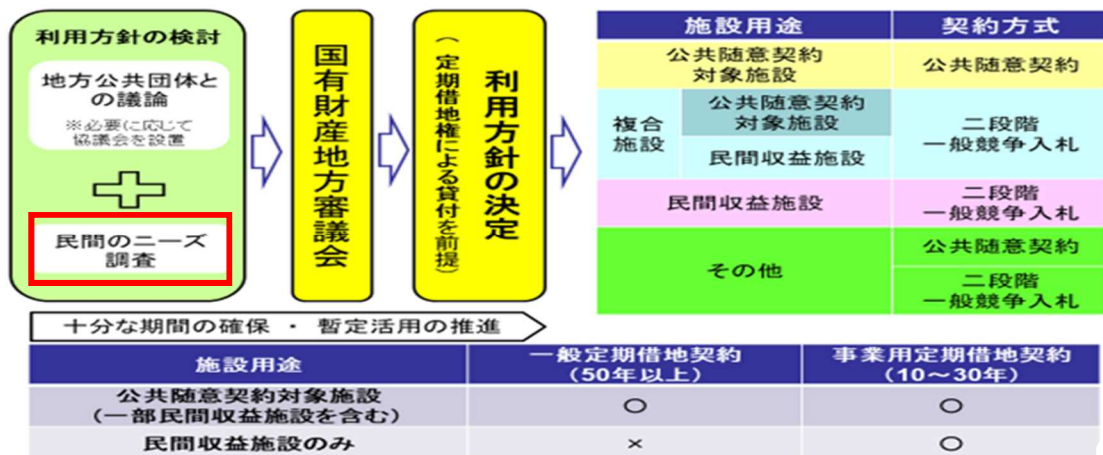 利用方針の検討
地方公共団体と
の議論
※必要に応じて
協議会を設置
民間のニーズ
調査
国有財産地方審議会
利用方針の決定
（定期借地権による貸付を前提）
施設用途 契約方式
公共随意契約
対象施設
公共随意契約
複合
施設
公共随意契約
対象施設
民間収益施設
二段階
一般競争入札
民間収益施設
二段階
一般競争入札
その他
公共随意契約
二段階
一般競争入札
十分な期間の確保 ・ 暫定活用の推進
施設用途
一般定期借地契約
(50年以上)
事業用定期借地契約
(10～30年)
公共随意契約対象施設
(一部民間収益施設を含む)
○ ○
民間収益施設のみ × ○